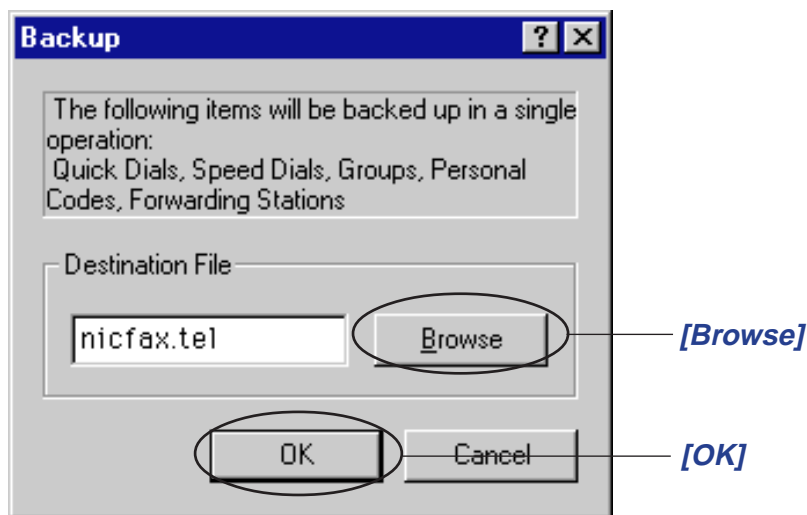 Backup
The following items will be backed up in a single
operation:
Quick Dials, Speed Dials, Groups, Personal
Codes, Forwarding Stations
Destination File
nicfax.tel
Browse
[Browse]
OK
Cancel
[OK]